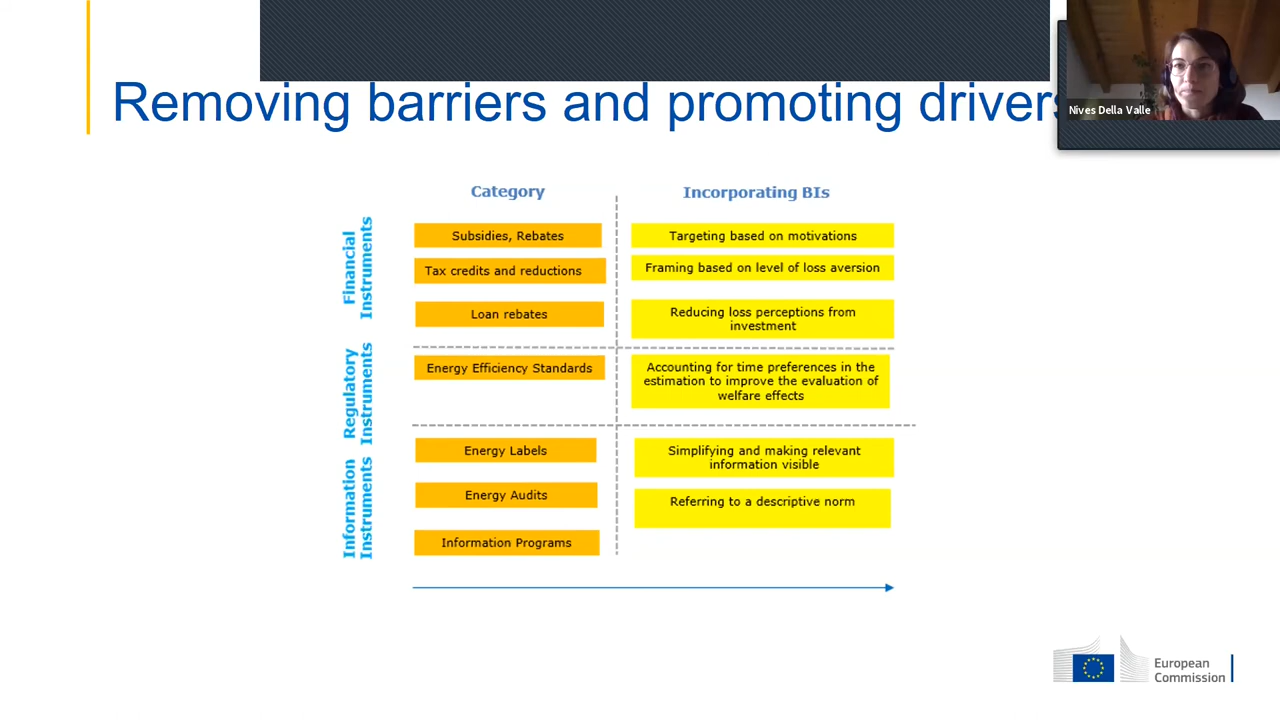 Removing barriers and promoting drivers
Nives Della Valle
Category
Incorporating BIs
Financial
Instruments
Subsidies, Rebates
Targeting based on motivations
Tax credits and reductions
Framing based on level of loss aversion
Loan rebates
Reducing loss perceptions from
investment
Regulatory
Instruments
Energy Efficiency Standards
Accounting for time preferences in the
estimation to improve the evaluation of
welfare effects
Information
Instruments
Energy Labels
Simplifying and making relevant
information visible
Energy Audits
Referring to a descriptive norm
Information Programs
European
Commission